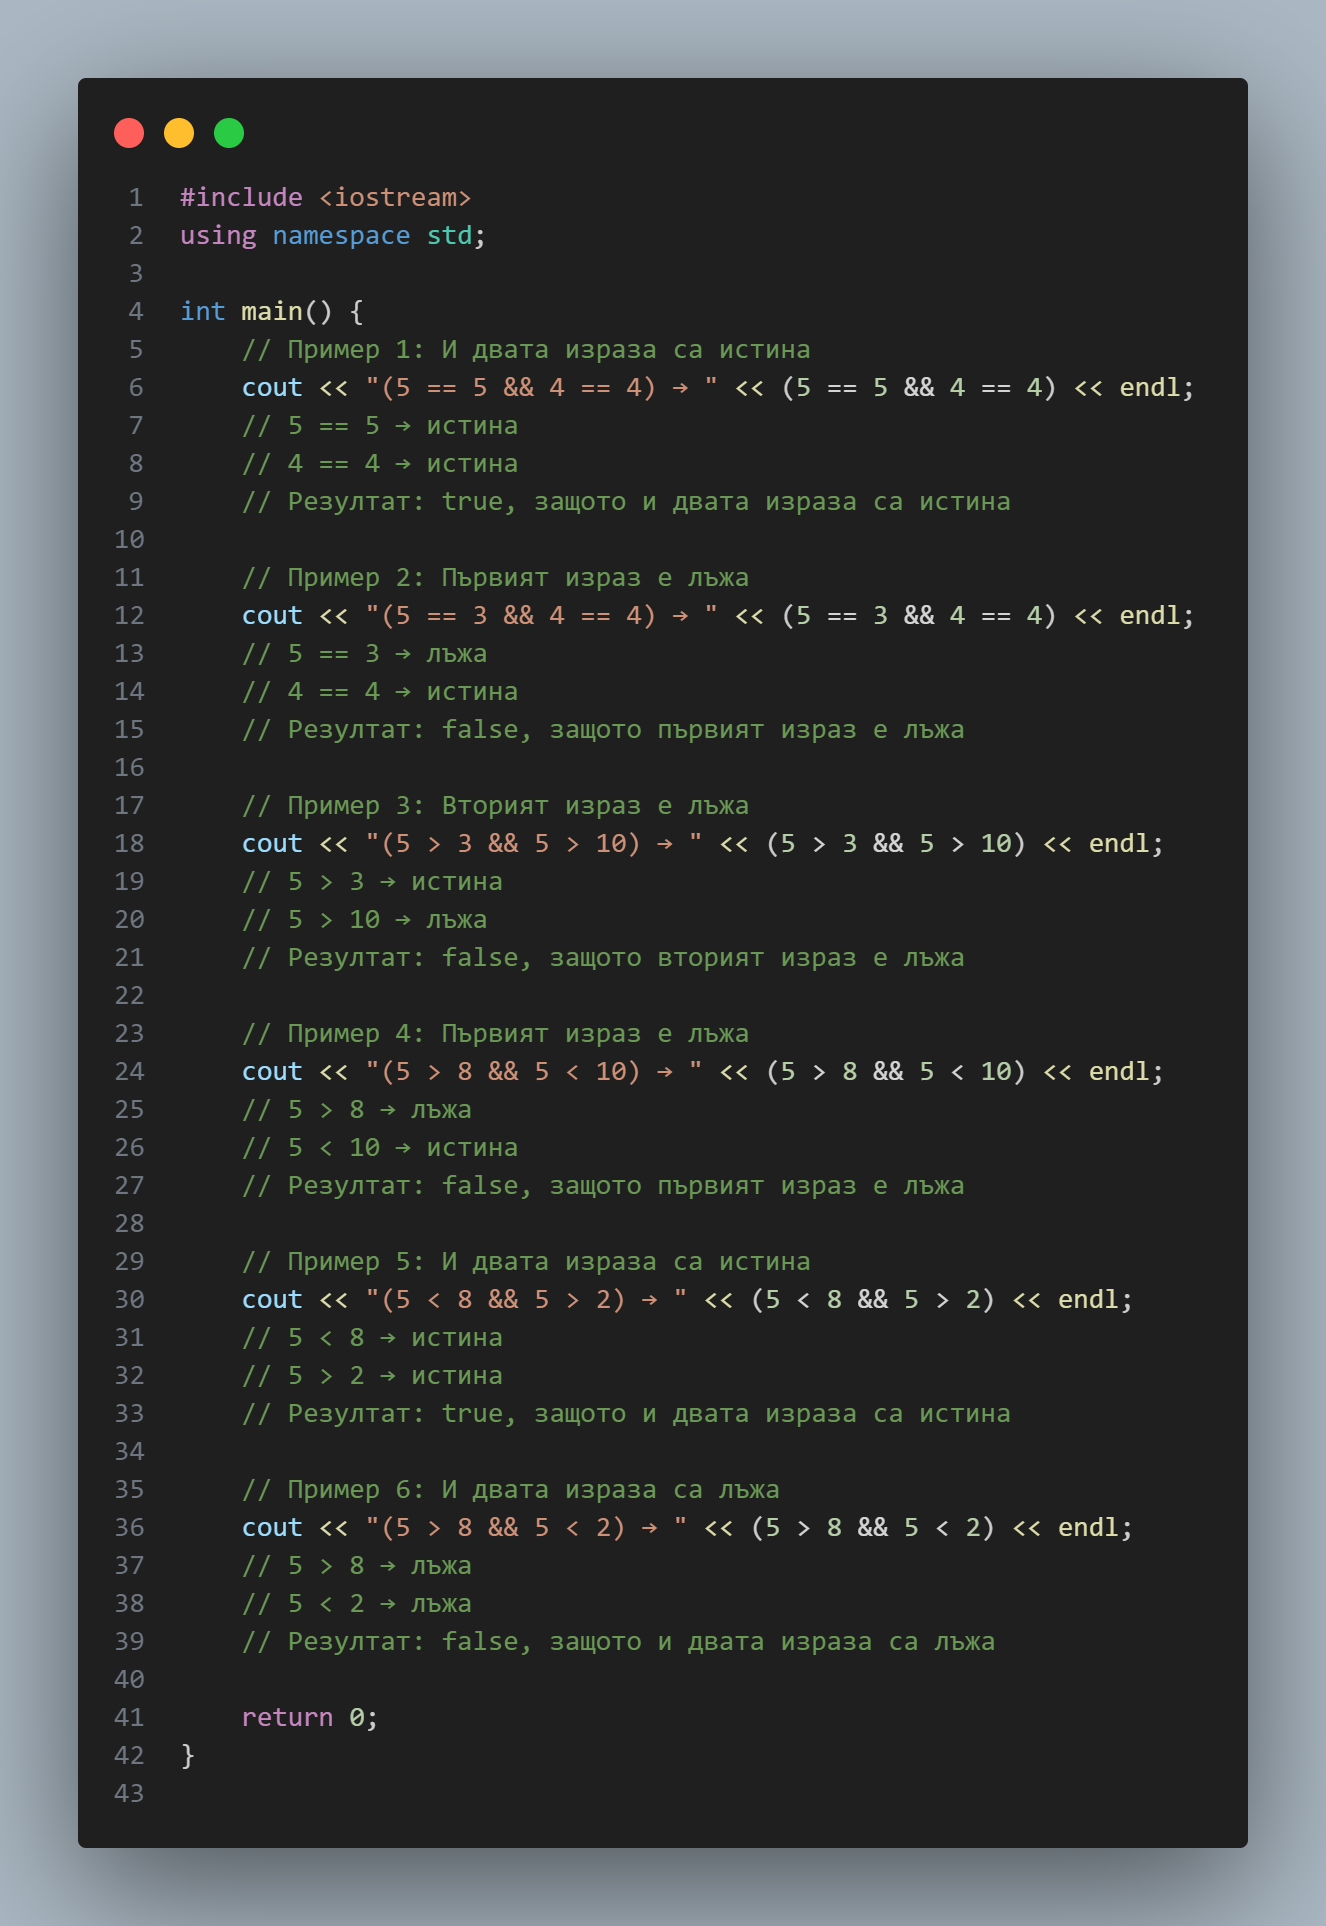 1 #include <iostream>
2 using namespace std;
3
4 int main() {
5     // Пример 1: И двата израза са истина
6     cout << "(5 == 5 && 4 == 4) → " << (5 == 5 && 4 == 4) << endl;
7     // 5 == 5 → истина
8     // 4 == 4 → истина
9     // Резултат: true, защото и двата израза са истина
10
11     // Пример 2: Първият израз е лъжа
12     cout << "(5 == 3 && 4 == 4) → " << (5 == 3 && 4 == 4) << endl;
13     // 5 == 3 → лъжа
14     // 4 == 4 → истина
15     // Резултат: false, защото първият израз е лъжа
16
17     // Пример 3: Вторият израз е лъжа
18     cout << "(5 > 3 && 5 > 10) → " << (5 > 3 && 5 > 10) << endl;
19     // 5 > 3 → истина
20     // 5 > 10 → лъжа
21     // Резултат: false, защото вторият израз е лъжа
22
23     // Пример 4: Първият израз е лъжа
24     cout << "(5 > 8 && 5 < 10) → " << (5 > 8 && 5 < 10) << endl;
25     // 5 > 8 → лъжа
26     // 5 < 10 → истина
27     // Резултат: false, защото първият израз е лъжа
28
29     // Пример 5: И двата израза са истина
30     cout << "(5 < 8 && 5 > 2) → " << (5 < 8 && 5 > 2) << endl;
31     // 5 < 8 → истина
32     // 5 > 2 → истина
33     // Резултат: true, защото и двата израза са истина
34
35     // Пример 6: И двата израза са лъжа
36     cout << "(5 > 8 && 5 < 2) → " << (5 > 8 && 5 < 2) << endl;
37     // 5 > 8 → лъжа
38     // 5 < 2 → лъжа
39     // Резултат: false, защото и двата израза са лъжа
40
41     return 0;
42 }
43